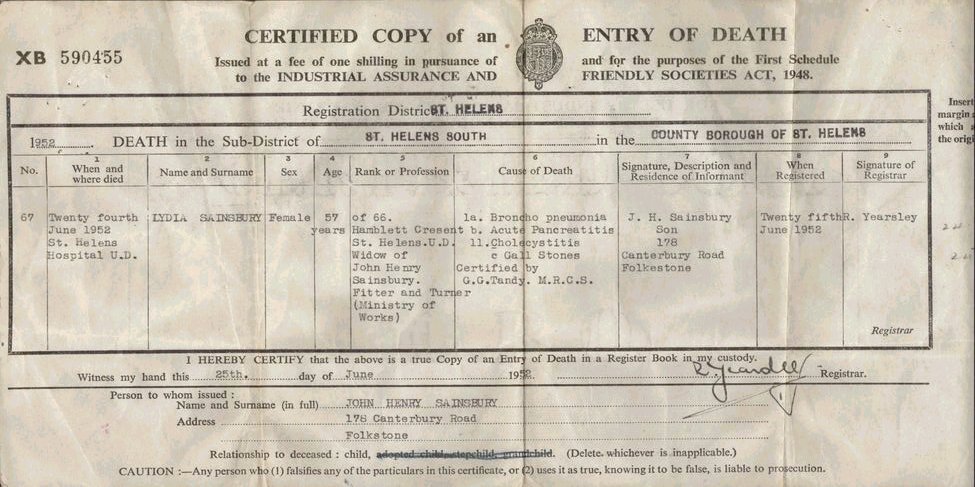 CERTIFIED COPY of an ENTRY OF DEATH
XB 590455
Issued at a fee of one shilling in pursuance of and for the purposes of the First Schedule
to the INDUSTRIAL ASSURANCE AND FRIENDLY SOCIETIES ACT, 1948.
Registration District ST. HELENS
Insert
margin
which
the origi
1952 DEATH in the Sub-District of ST. HELENS SOUTH in the COUNTY BOROUGH OF ST. HELENS
1 2 3 4 5 6 7 8 9
No. When and where died Name and Surname Sex Age Rank or Profession Cause of Death Signature, Description and Residence of Informant When Registered Signature of Registrar
67 Twenty fourth LYDIA SAINSBURY Female 57 of 66. 1a. Broncho pneumonia J. H. Sainsbury Twenty fifth R. Yearsley
June 1952 years Hamblett Cresent b. Acute Pancreatitis Son June 1952
St. Helens St. Helens.U.D. 11.Cholecystitis 178
Hospital U.D. Widow of c Gall Stones Canterbury Road
John Henry Certified by Folkestone
Sainsbury. G.G.Tandy. M.R.C.S.
Fitter and Turner
(Ministry of
Works)
Registrar
I HEREBY CERTIFY that the above is a true Copy of an Entry of Death in a Register Book in my custody.
Witness my hand this 25th. day of June 1952 Registrar.
Person to whom issued :
Name and Surname (in full) JOHN HENRY SAINSBURY
Address 178 Canterbury Road
Folkestone
Relationship to deceased : child, adopted child, stepchild, grandchild. (Delete whichever is inapplicable.)
CAUTION :—Any person who (1) falsifies any of the particulars in this certificate, or (2) uses it as true, knowing it to be false, is liable to prosecution.